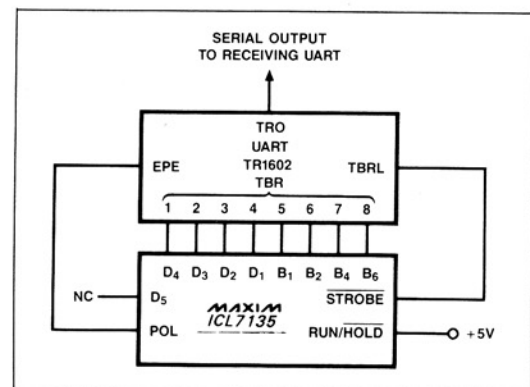 SERIAL OUTPUT
TO RECEIVING UART
TRO
UART
EPE TR1602 TBRL
TBR
1 2 3 4 5 6 7 8
D4 D3 D2 D1 B1 B2 B4 B6
NC D5 MAXIM STROBE
ICL7135
POL RUN/HOLD +5V